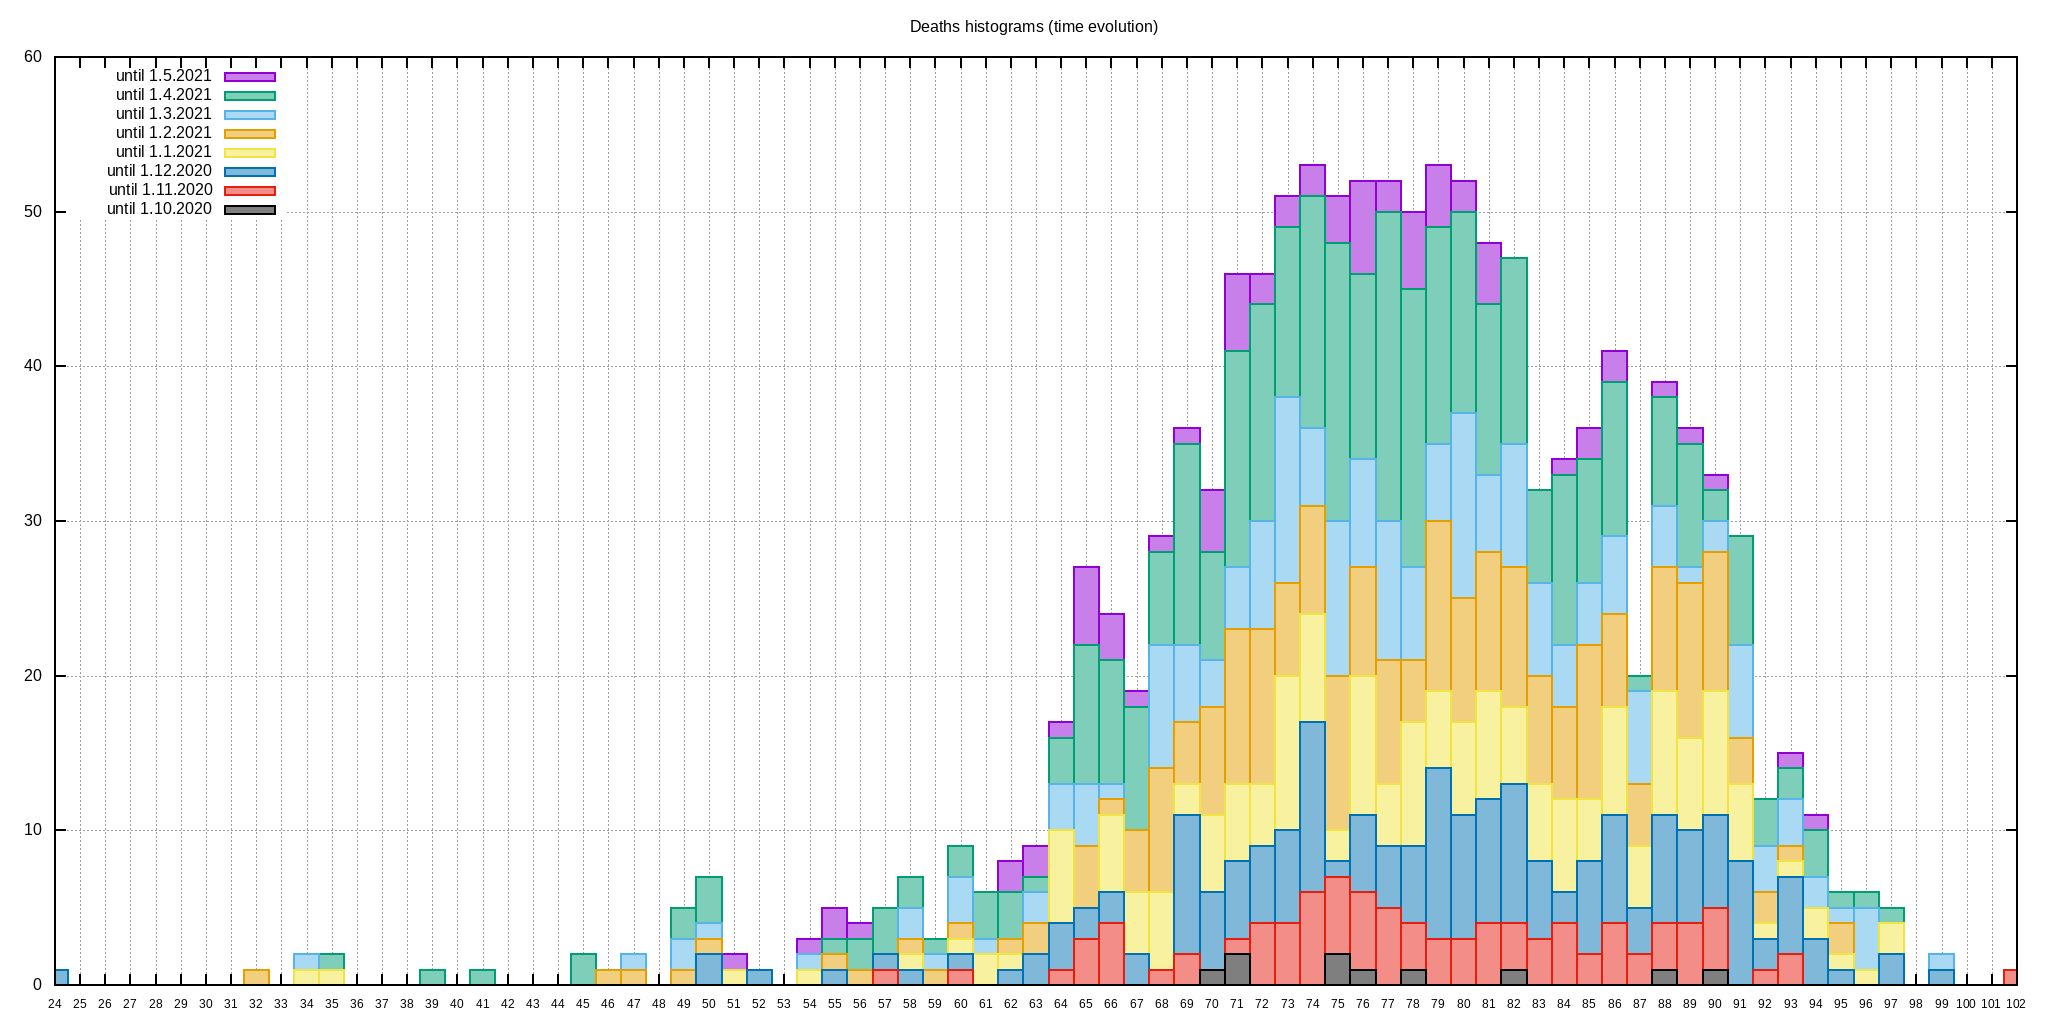 Deaths histograms (time evolution)
60
50
40
30
20
10
0
until 1.5.2021
until 1.4.2021
until 1.3.2021
until 1.2.2021
until 1.1.2021
until 1.12.2020
until 1.11.2020
until 1.10.2020
24 25 26 27 28 29 30 31 32 33 34 35 36 37 38 39 40 41 42 43 44 45 46 47 48 49 50 51 52 53 54 55 56 57 58 59 60 61 62 63 64 65 66 67 68 69 70 71 72 73 74 75 76 77 78 79 80 81 82 83 84 85 86 87 88 89 90 91 92 93 94 95 96 97 98 99 100 101 102